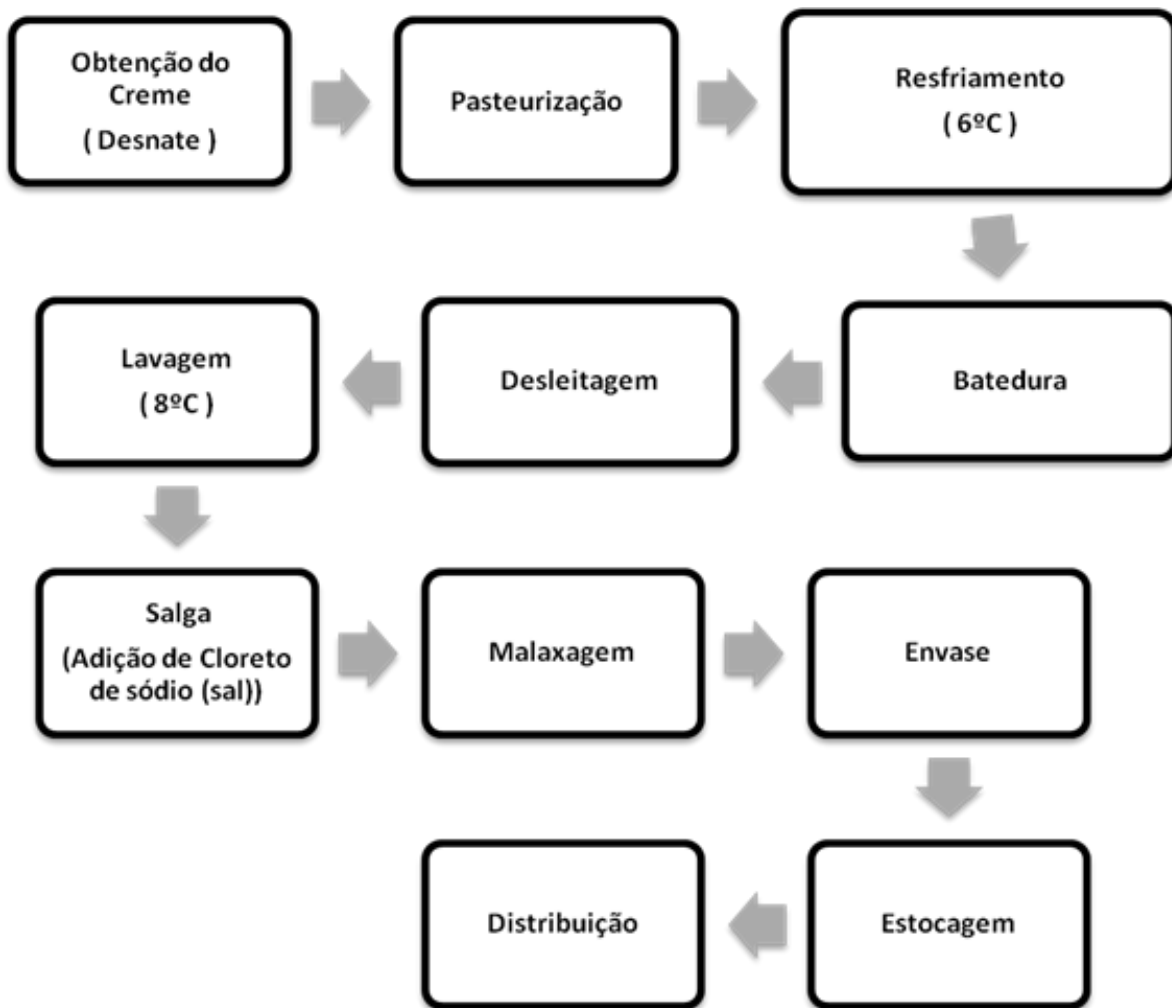 Obtenção do
Creme
( Desnate )
Pasteurização
Resfriamento
( 6ºC )
Batedura
Desleitagem
Lavagem
( 8ºC )
Salga
(Adição de Cloreto
de sódio (sal))
Malaxagem
Envase
Estocagem
Distribuição